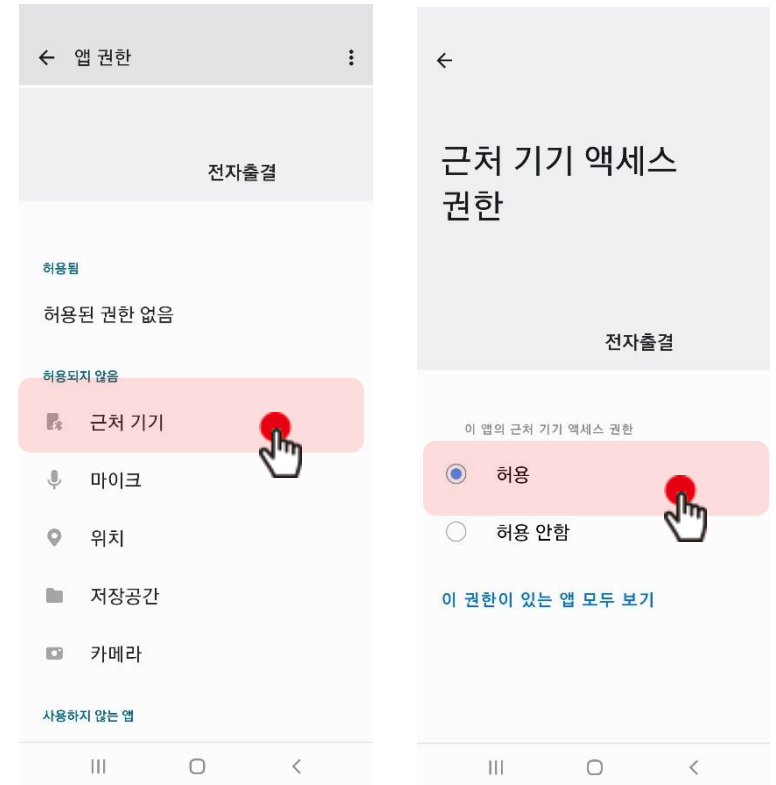 앱 권한
전자출결
허용됨
허용된 권한 없음
허용되지 않음
근처 기기
마이크
위치
저장공간
카메라
사용하지 않는 앱
근처 기기 액세스
권한
전자출결
이 앱의 근처 기기 액세스 권한
허용
허용 안함
이 권한이 있는 앱 모두 보기